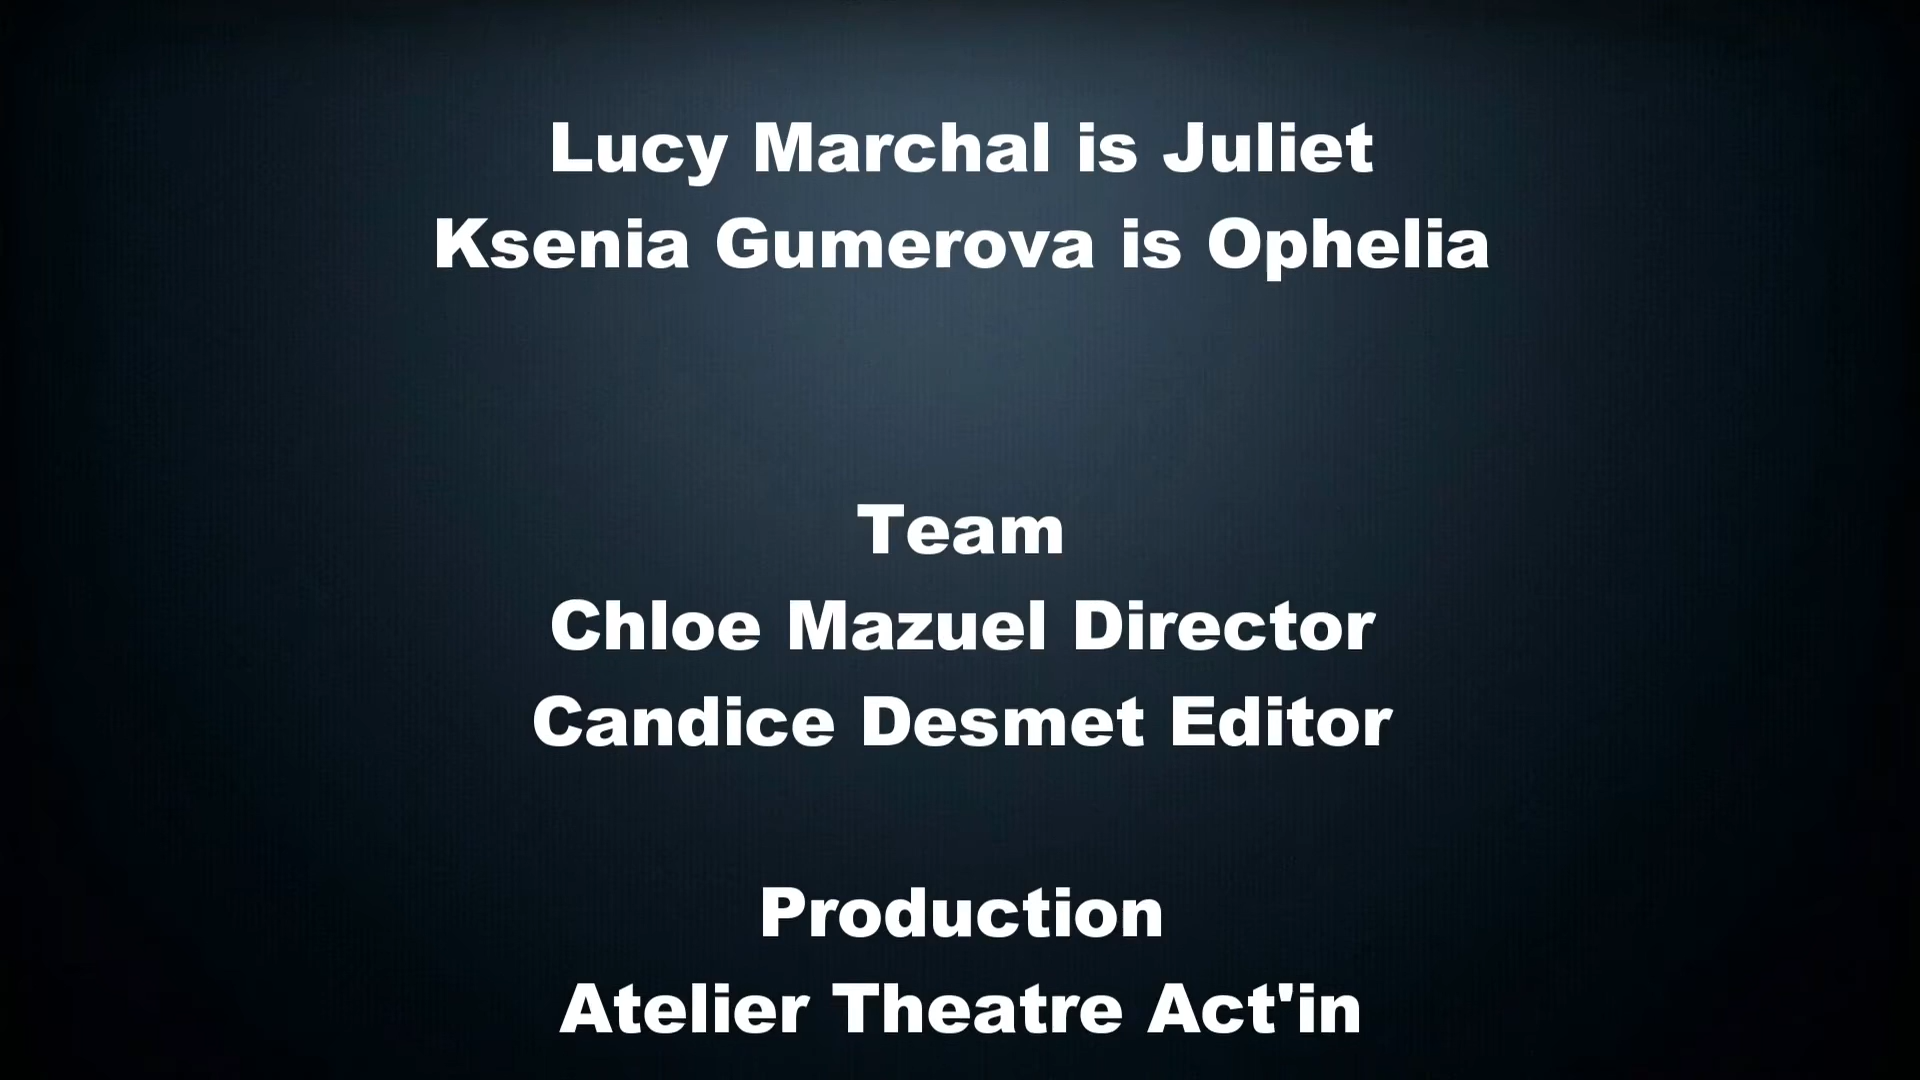 Lucy Marchal is Juliet
Ksenia Gumerova is Ophelia
Team
Chloe Mazuel Director
Candice Desmet Editor
Production
Atelier Theatre Act'in